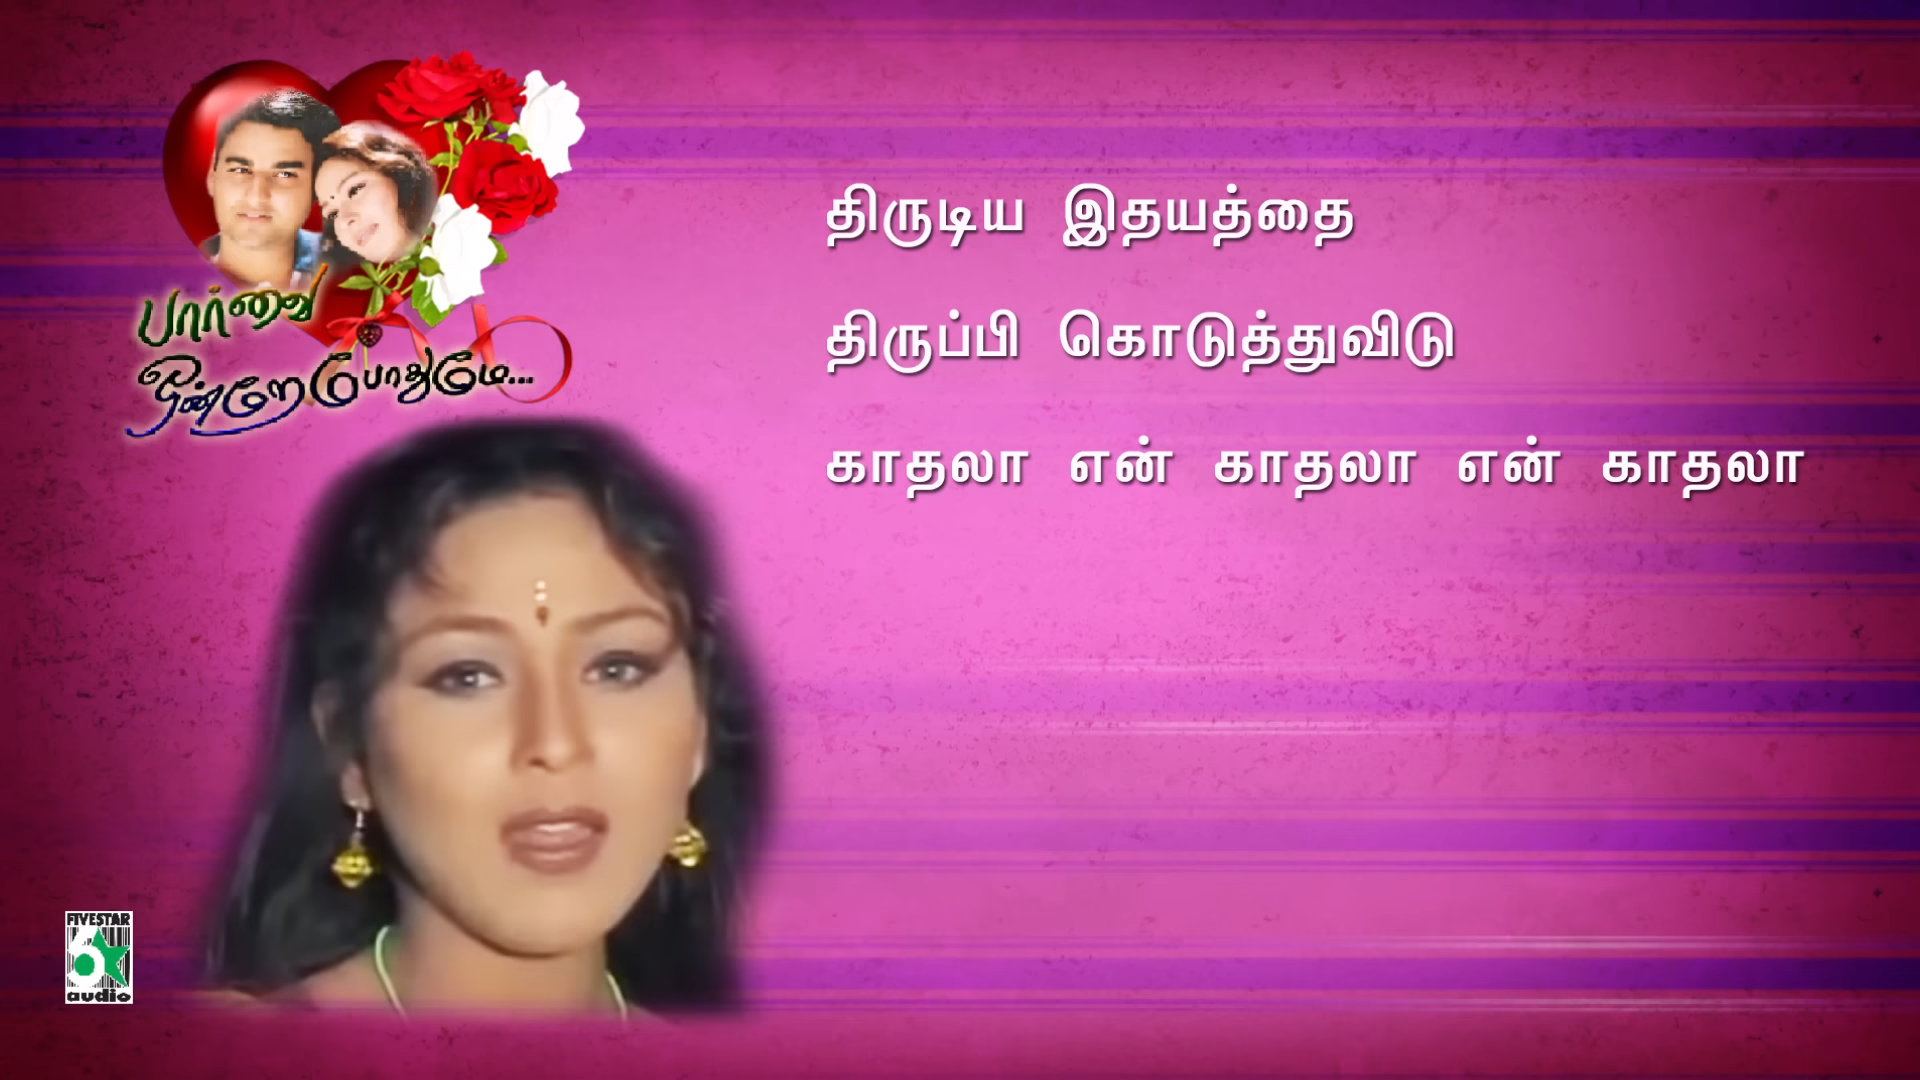 பார்வை
ஒன்றே போதுமே...
திருடிய இதயத்தை
திருப்பி கொடுத்துவிடு
காதலா என் காதலா என் காதலா
FIVESTAR
audio